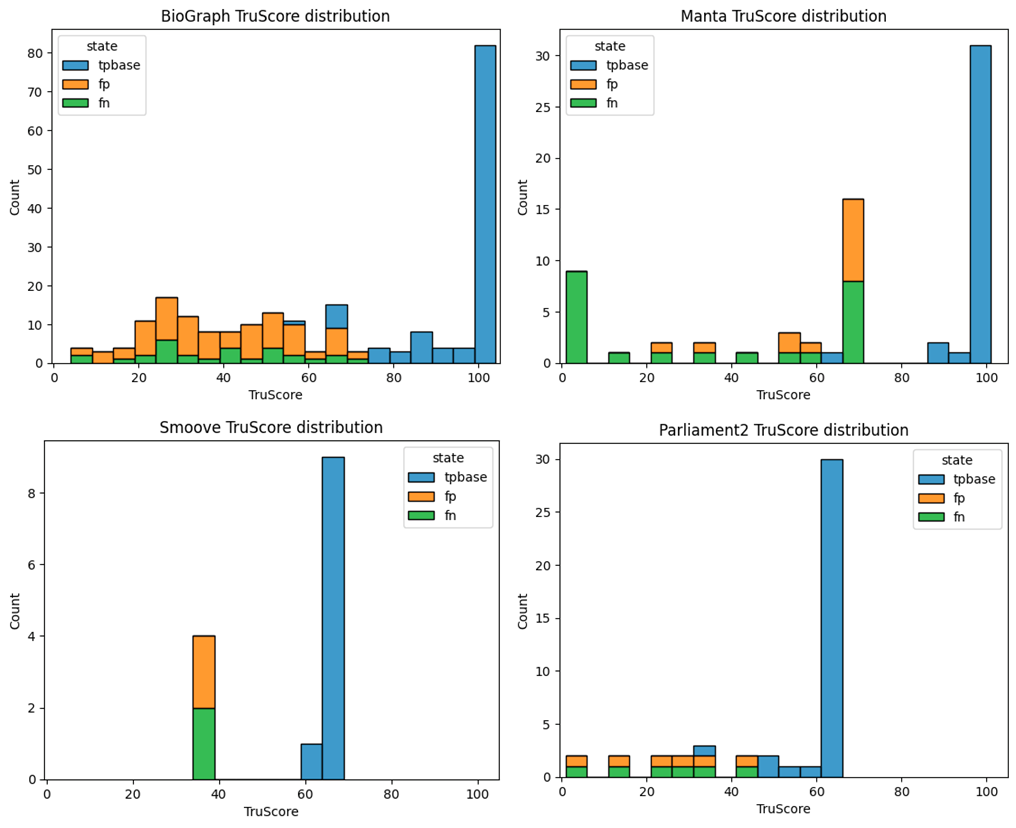 BioGraph TruScore distribution
state
tpbase
fp
fn
Count
80
70
60
50
40
30
20
10
0
0 20 40 60 80 100
TruScore
Manta TruScore distribution
state
tpbase
fp
fn
Count
30
25
20
15
10
5
0
0 20 40 60 80 100
TruScore
Smoove TruScore distribution
state
tpbase
fp
fn
Count
8
6
4
2
0
0 20 40 60 80 100
TruScore
Parliament2 TruScore distribution
state
tpbase
fp
fn
Count
30
25
20
15
10
5
0
0 20 40 60 80 100
TruScore